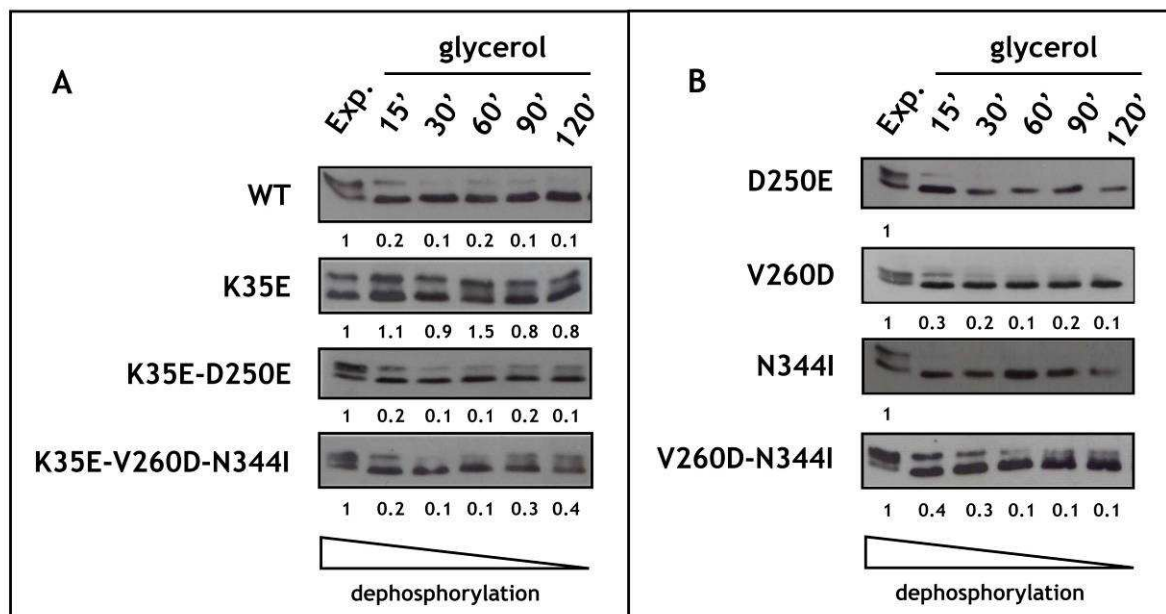 A
glycerol
Exp. 15' 30' 60' 90' 120'
WT
1 0.2 0.1 0.2 0.1 0.1
K35E
1 1.1 0.9 1.5 0.8 0.8
K35E-D250E
1 0.2 0.1 0.1 0.2 0.1
K35E-V260D-N344I
1 0.2 0.1 0.1 0.3 0.4
dephosphorylation
B
glycerol
Exp. 15' 30' 60' 90' 120'
D250E
1
V260D
1 0.3 0.2 0.1 0.2 0.1
N344I
1
V260D-N344I
1 0.4 0.3 0.1 0.1 0.1
dephosphorylation